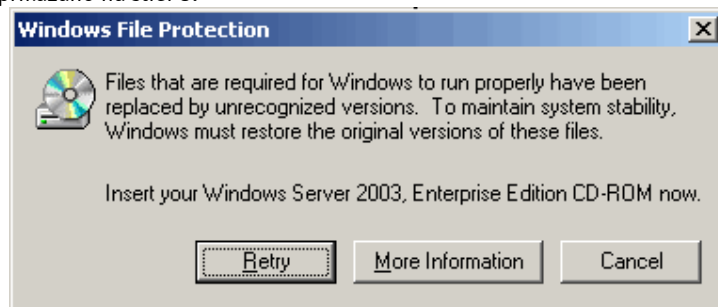 Windows File Protection
Files that are required for Windows to run properly have been
replaced by unrecognized versions. To maintain system stability,
Windows must restore the original versions of these files.
Insert your Windows Server 2003, Enterprise Edition CD-ROM now.
Retry
More Information
Cancel